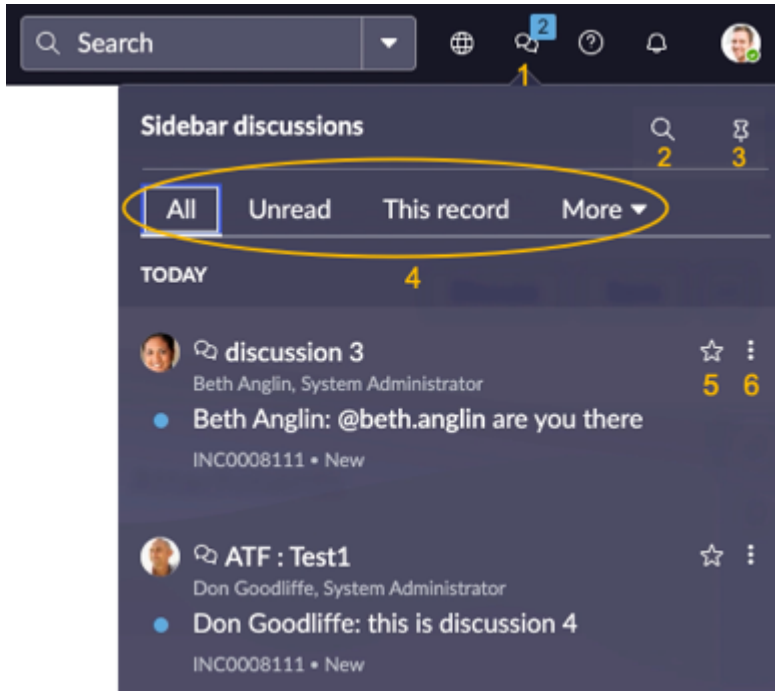 Search
2
1
Sidebar discussions
2
3
All Unread This record More
4
TODAY
discussion 3
Beth Anglin, System Administrator
5 6
Beth Anglin: @beth.anglin are you there
INC0008111 • New
ATF : Test1
Don Goodliffe, System Administrator
Don Goodliffe: this is discussion 4
INC0008111 • New